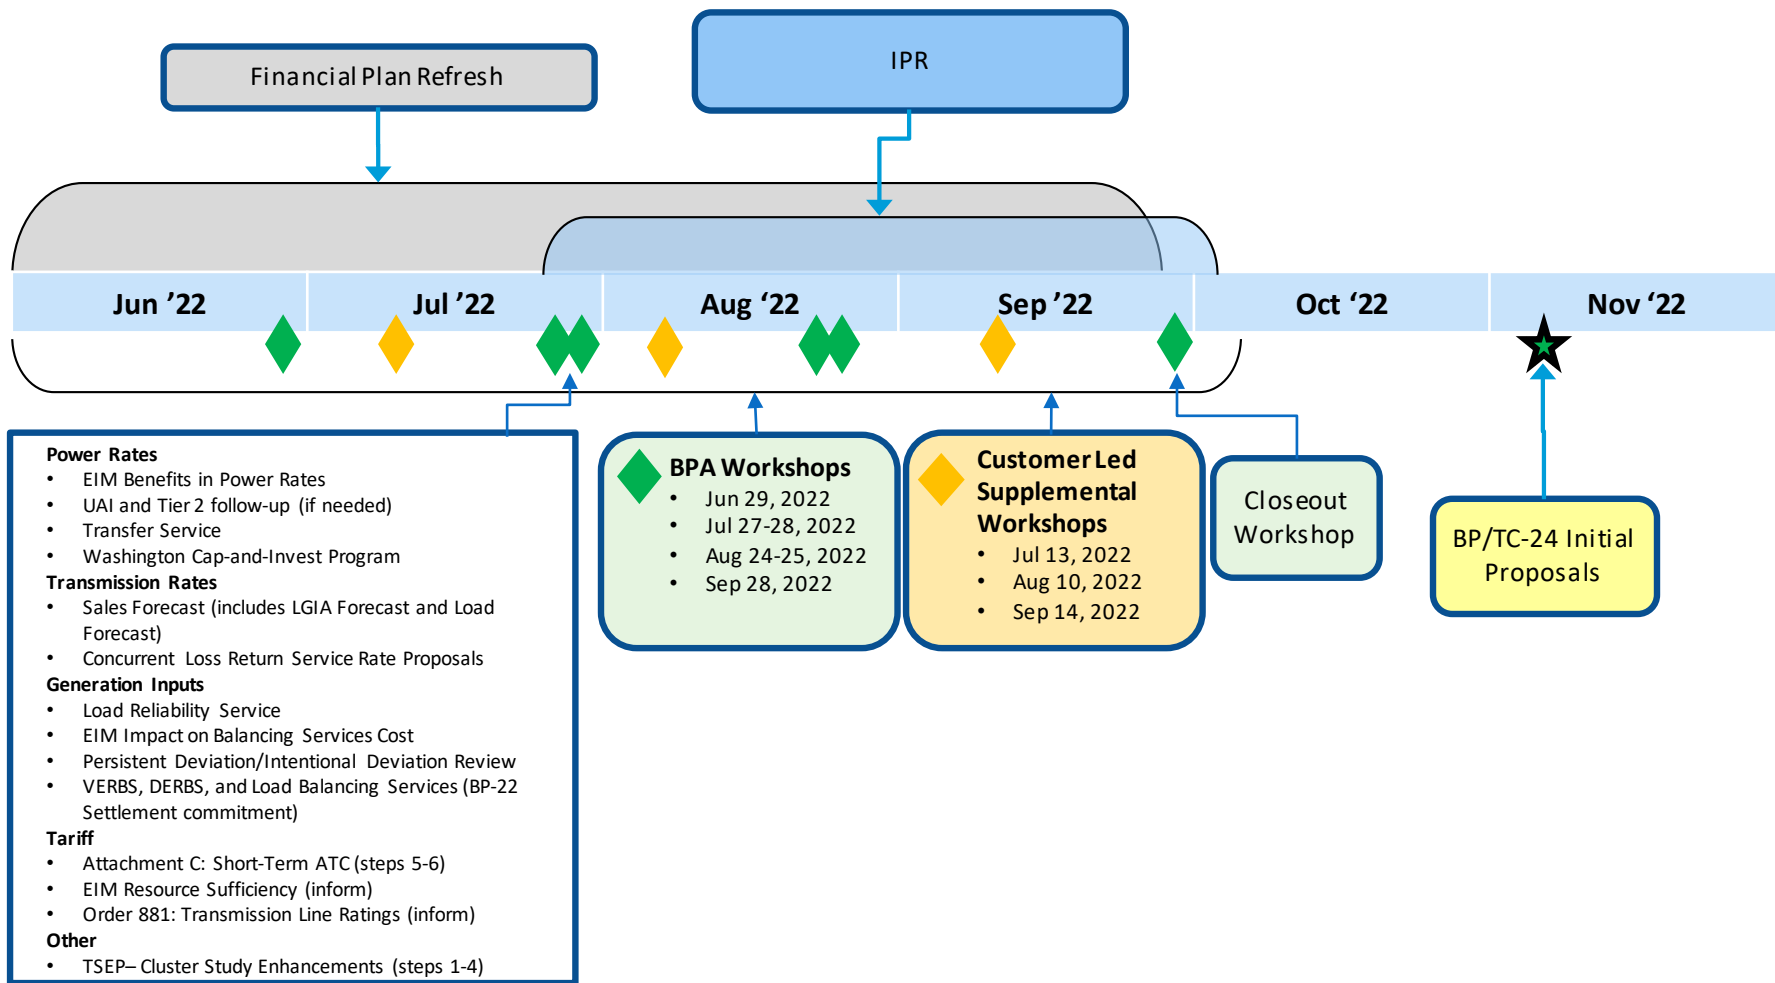 Financial Plan Refresh
IPR
Jun ’22
Jul ’22
Aug ‘22
Sep ’22
Oct ‘22
Nov ‘22
Power Rates
• EIM Benefits in Power Rates
• UAI and Tier 2 follow-up (if needed)
• Transfer Service
• Washington Cap-and-Invest Program
Transmission Rates
• Sales Forecast (includes LGIA Forecast and Load
Forecast)
• Concurrent Loss Return Service Rate Proposals
Generation Inputs
• Load Reliability Service
• EIM Impact on Balancing Services Cost
• Persistent Deviation/Intentional Deviation Review
• VERBS, DERBS, and Load Balancing Services (BP-22
Settlement commitment)
Tariff
• Attachment C: Short-Term ATC (steps 5-6)
• EIM Resource Sufficiency (inform)
• Order 881: Transmission Line Ratings (inform)
Other
• TSEP– Cluster Study Enhancements (steps 1-4)
BPA Workshops
• Jun 29, 2022
• Jul 27-28, 2022
• Aug 24-25, 2022
• Sep 28, 2022
Customer Led
Supplemental
Workshops
• Jul 13, 2022
• Aug 10, 2022
• Sep 14, 2022
Closeout
Workshop
BP/TC-24 Initial
Proposals